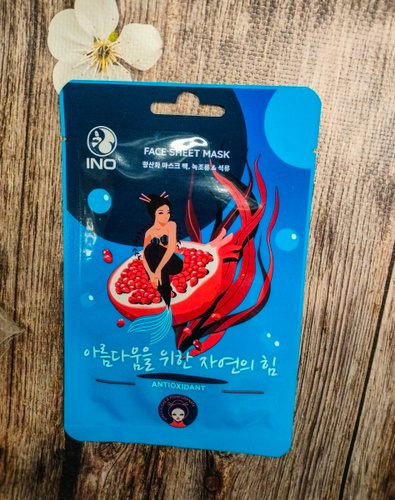 INO
FACE SHEET MASK
항산화 마스크 팩, 녹조류 & 석류
아름다움을 위한 자연의 힘
ANTIOXIDANT